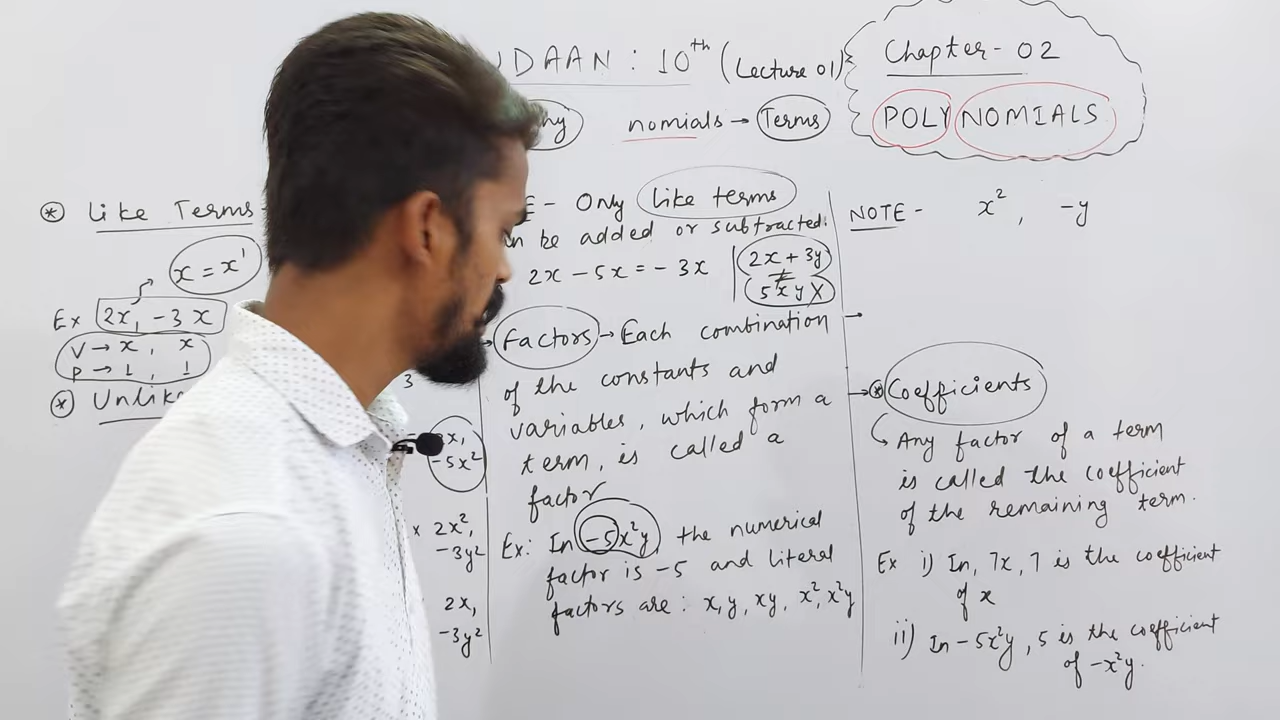 UDAAN : 10th (Lecture 01)
Chapter - 02
POLYNOMIALS
nomials → Terms
* Like Terms
x = x¹
Ex 2x, -3x
V → x, x
P → 1, 1
* Unlik
3
x,
-5x²
x 2x²,
-3y²
2x,
-3y²
E - Only like terms
be added or subtracted.
2x - 5x = -3x
2x + 3y
≠
5xy X
Factors → Each combination
of the constants and
variables, which form a
term, is called a
factor
Ex: In -5x²y the numerical
factor is -5 and literal
factors are : x, y, xy, x², x²y
NOTE - x², -y
→
→ * Coefficients
Any factor of a term
is called the coefficient
of the remaining term.
Ex i) In, 7x, 7 is the coefficient
of x
ii) In -5x²y, 5 is the coefficient
of -x²y.